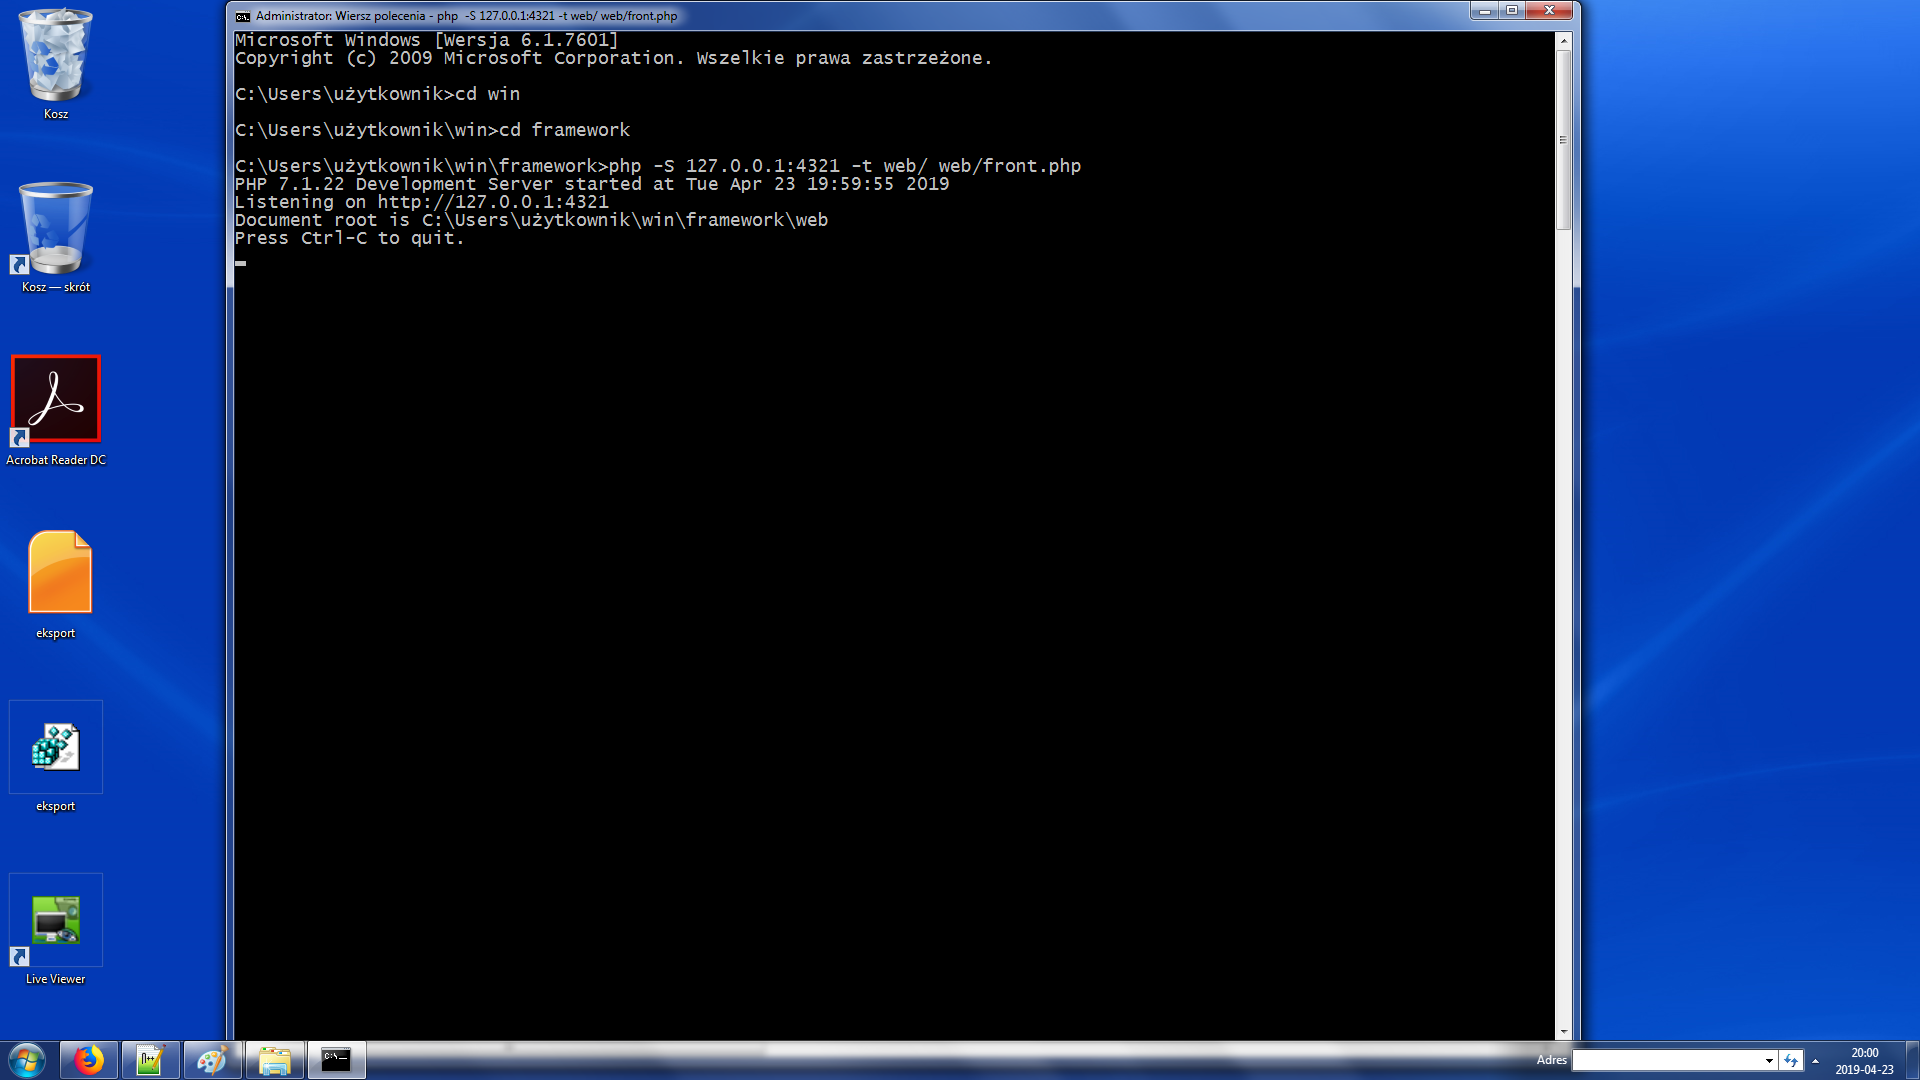 Administrator: Wiersz polecenia - php  -S 127.0.0.1:4321 -t web/ web/front.php
Microsoft Windows [Wersja 6.1.7601]
Copyright (c) 2009 Microsoft Corporation. Wszelkie prawa zastrzeżone.
C:\Users\użytkownik>cd win
C:\Users\użytkownik\win>cd framework
C:\Users\użytkownik\win\framework>php -S 127.0.0.1:4321 -t web/ web/front.php
PHP 7.1.22 Development Server started at Tue Apr 23 19:59:55 2019
Listening on http://127.0.0.1:4321
Document root is C:\Users\użytkownik\win\framework\web
Press Ctrl-C to quit.
Kosz
Kosz — skrót
Acrobat Reader DC
eksport
eksport
Live Viewer
Adres
20:00
2019-04-23